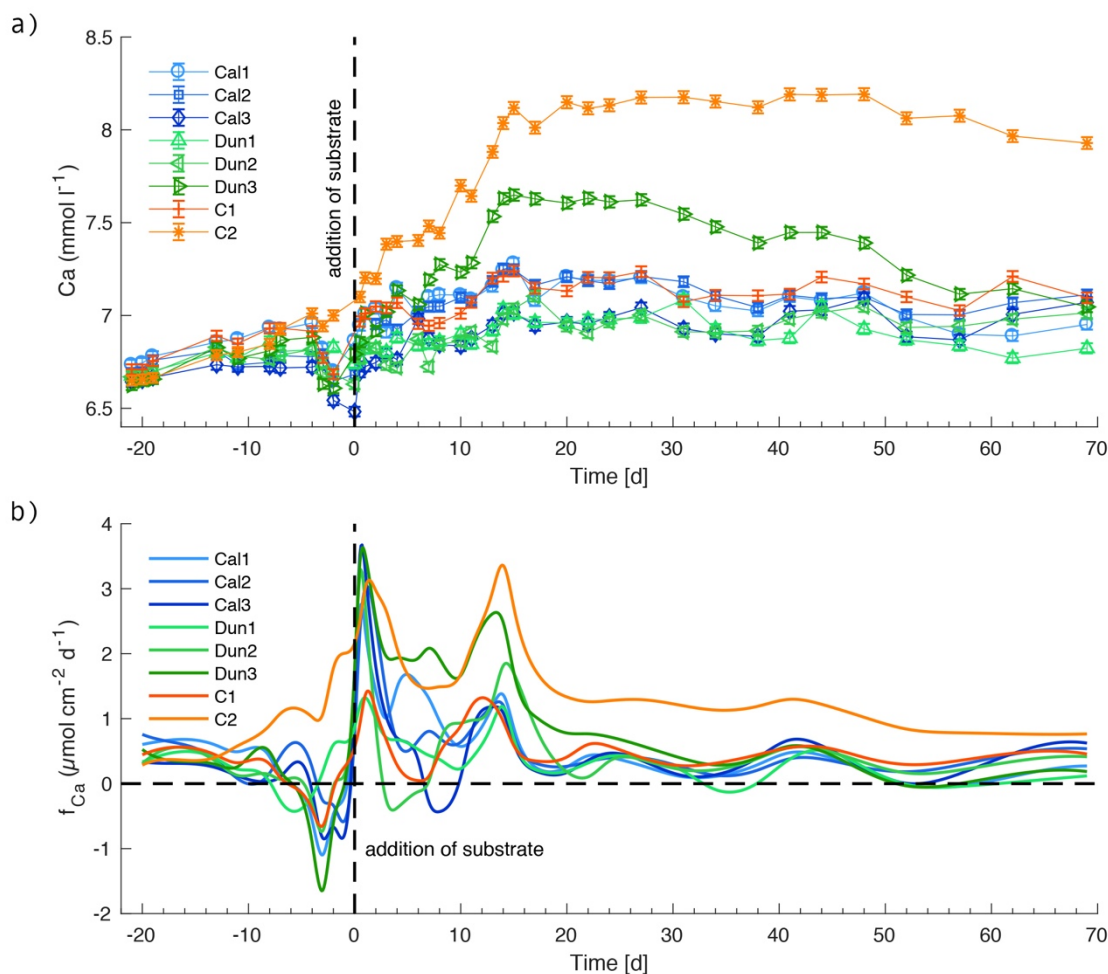 a)
8.5
8
7.5
7
6.5
Ca (mmol l⁻¹)
Cal1
Cal2
Cal3
Dun1
Dun2
Dun3
C1
C2
addition of substrate
-20 -10 0 10 20 30 40 50 60 70
Time [d]
b)
4
3
2
1
0
-1
-2
f_Ca (µmol cm⁻² d⁻¹)
Cal1
Cal2
Cal3
Dun1
Dun2
Dun3
C1
C2
addition of substrate
-20 -10 0 10 20 30 40 50 60 70
Time [d]